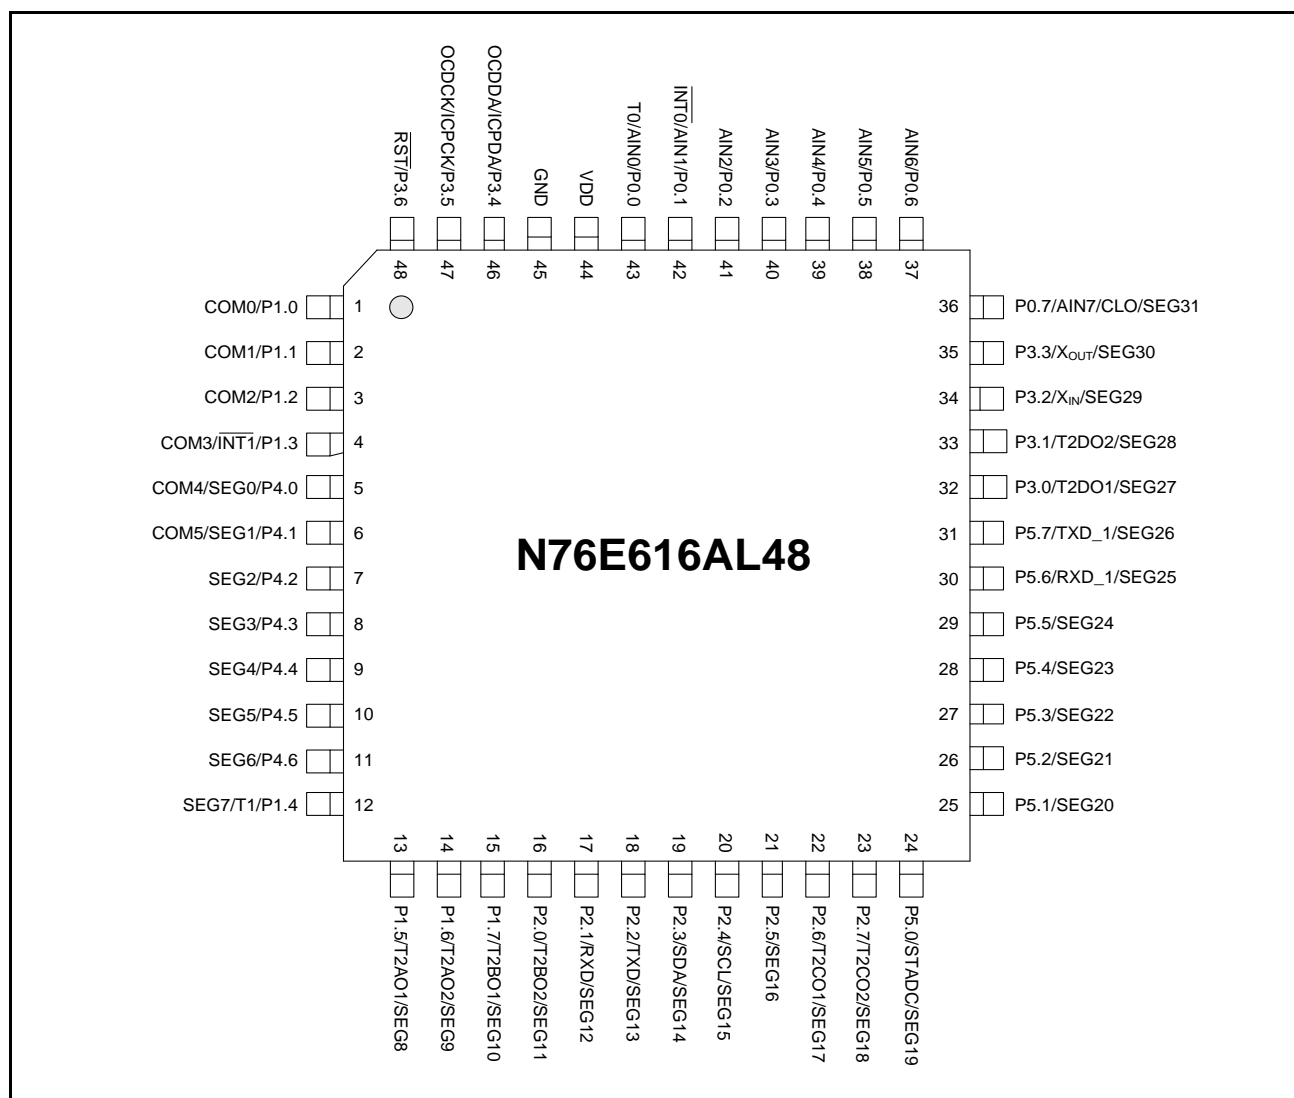 OCDCK/ICPCK/P3.5
OCDDA/ICPDA/P3.4
RST/P3.6
GND
VDD
T0/AIN0/P0.0
INT0/AIN1/P0.1
AIN2/P0.2
AIN3/P0.3
AIN4/P0.4
AIN5/P0.5
AIN6/P0.6
48
47
46
45
44
43
42
41
40
39
38
37
COM0/P1.0 1
COM1/P1.1 2
COM2/P1.2 3
COM3/INT1/P1.3 4
COM4/SEG0/P4.0 5
COM5/SEG1/P4.1 6
SEG2/P4.2 7
SEG3/P4.3 8
SEG4/P4.4 9
SEG5/P4.5 10
SEG6/P4.6 11
SEG7/T1/P1.4 12
N76E616AL48
36 P0.7/AIN7/CLO/SEG31
35 P3.3/XOUT/SEG30
34 P3.2/XIN/SEG29
33 P3.1/T2DO2/SEG28
32 P3.0/T2DO1/SEG27
31 P5.7/TXD_1/SEG26
30 P5.6/RXD_1/SEG25
29 P5.5/SEG24
28 P5.4/SEG23
27 P5.3/SEG22
26 P5.2/SEG21
25 P5.1/SEG20
13
14
15
16
17
18
19
20
21
22
23
24
P1.5/T2AO1/SEG8
P1.6/T2AO2/SEG9
P1.7/T2BO1/SEG10
P2.0/T2BO2/SEG11
P2.1/RXD/SEG12
P2.2/TXD/SEG13
P2.3/SDA/SEG14
P2.4/SCL/SEG15
P2.5/SEG16
P2.6/T2CO1/SEG17
P2.7/T2CO2/SEG18
P5.0/STADC/SEG19